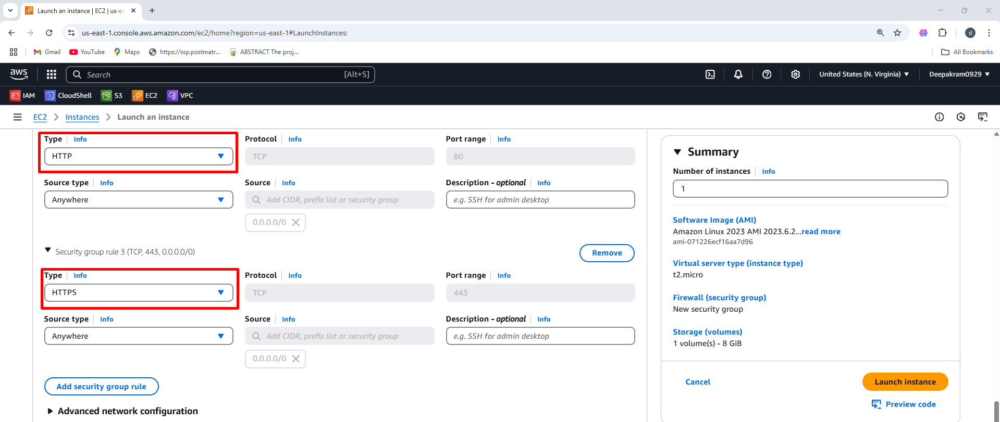 Launch an instance | EC2 | us-ea
us-east-1.console.aws.amazon.com/ec2/home?region=us-east-1#LaunchInstances:
d
Gmail
YouTube
Maps
https://ssp.postmatr...
ABSTRACT The proj...
All Bookmarks
aws
Search
[Alt+S]
United States (N. Virginia)
Deepakram0929
IAM
CloudShell
S3
EC2
VPC
EC2
Instances
Launch an instance
Type Info
Protocol Info
Port range Info
HTTP
TCP
80
Source type Info
Source Info
Description - optional Info
Anywhere
Add CIDR, prefix list or security group
e.g. SSH for admin desktop
0.0.0.0/0
Security group rule 3 (TCP, 443, 0.0.0.0/0)
Remove
Type Info
Protocol Info
Port range Info
HTTPS
TCP
443
Source type Info
Source Info
Description - optional Info
Anywhere
Add CIDR, prefix list or security group
e.g. SSH for admin desktop
0.0.0.0/0
Add security group rule
Advanced network configuration
Summary
Number of instances Info
1
Software Image (AMI)
Amazon Linux 2023 AMI 2023.6.2...read more
ami-071226ecf16aa7d96
Virtual server type (instance type)
t2.micro
Firewall (security group)
New security group
Storage (volumes)
1 volume(s) - 8 GiB
Cancel
Launch instance
Preview code